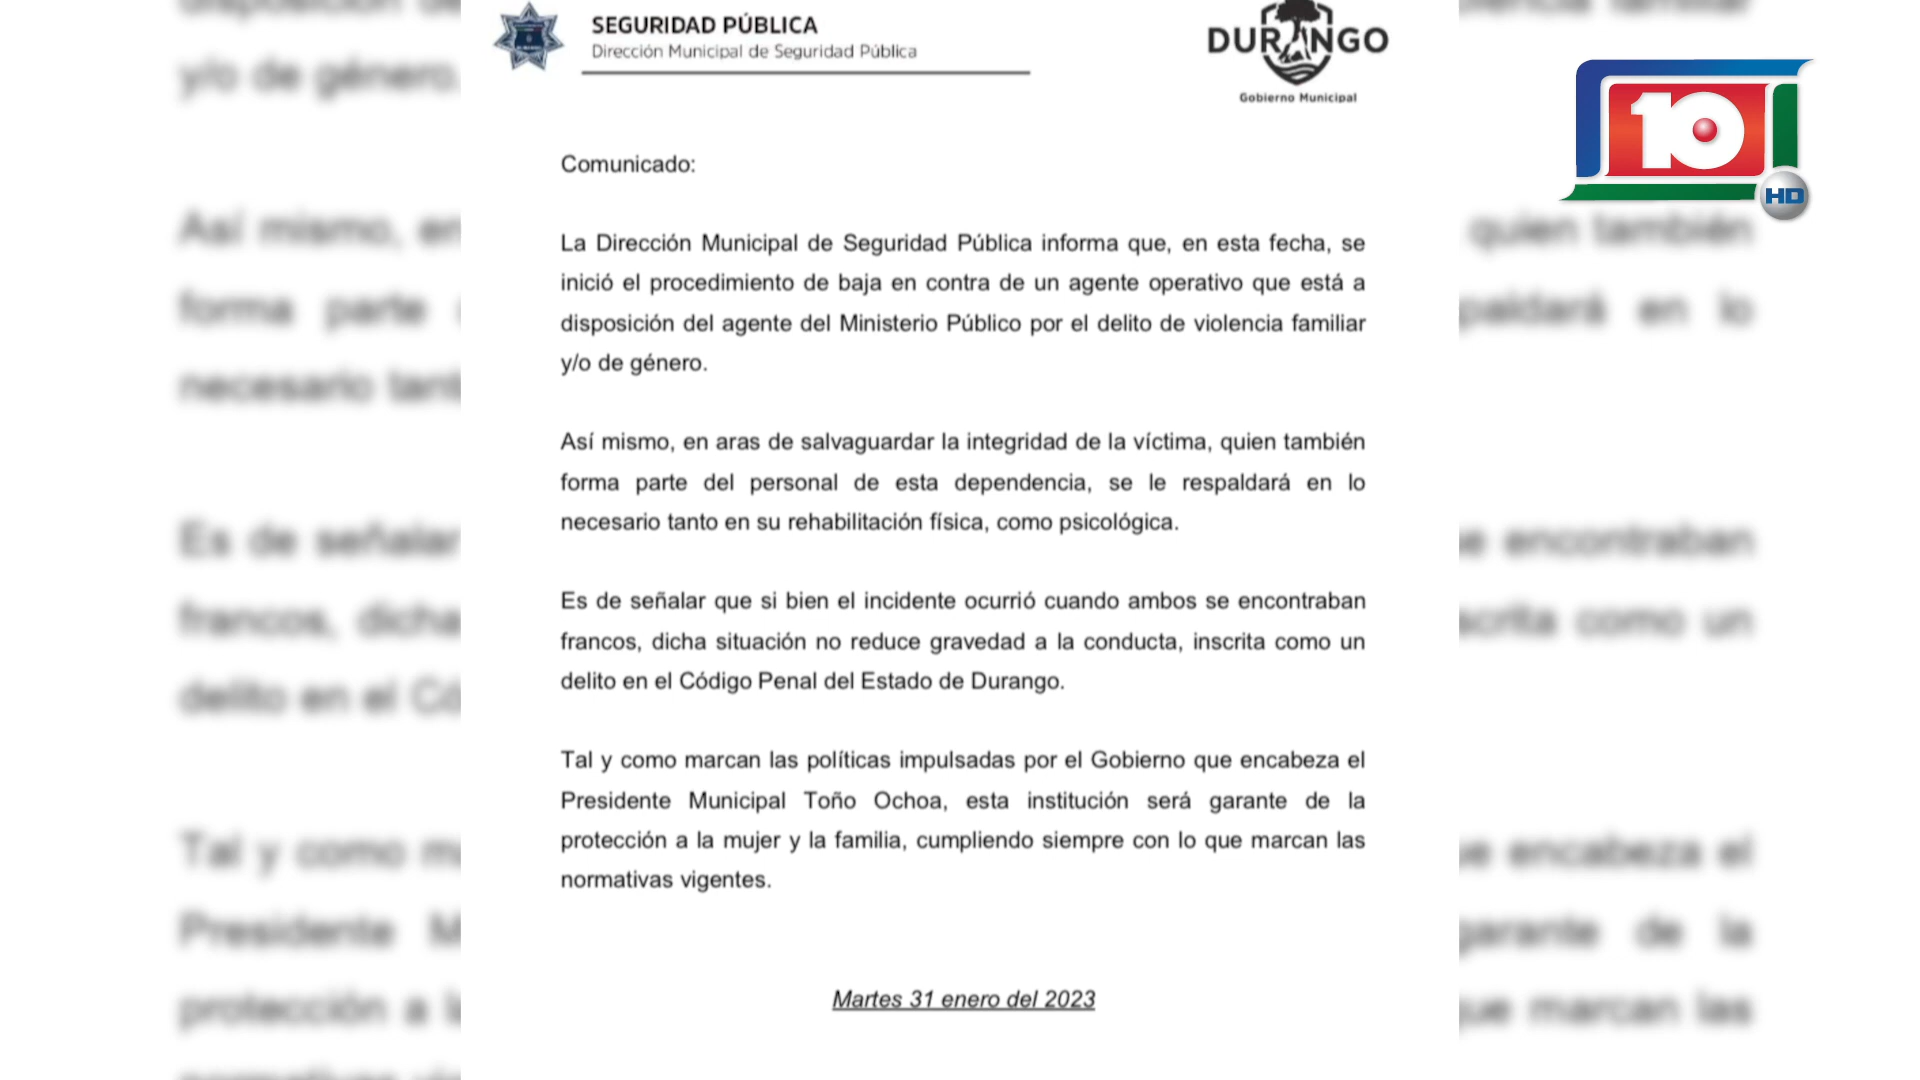 SEGURIDAD PÚBLICA
Dirección Municipal de Seguridad Pública
DURANGO
Gobierno Municipal
10
HD
Comunicado:
La Dirección Municipal de Seguridad Pública informa que, en esta fecha, se
inició el procedimiento de baja en contra de un agente operativo que está a
disposición del agente del Ministerio Público por el delito de violencia familiar
y/o de género.
Así mismo, en aras de salvaguardar la integridad de la víctima, quien también
forma parte del personal de esta dependencia, se le respaldará en lo
necesario tanto en su rehabilitación física, como psicológica.
Es de señalar que si bien el incidente ocurrió cuando ambos se encontraban
francos, dicha situación no reduce gravedad a la conducta, inscrita como un
delito en el Código Penal del Estado de Durango.
Tal y como marcan las políticas impulsadas por el Gobierno que encabeza el
Presidente Municipal Toño Ochoa, esta institución será garante de la
protección a la mujer y la familia, cumpliendo siempre con lo que marcan las
normativas vigentes.
Martes 31 enero del 2023